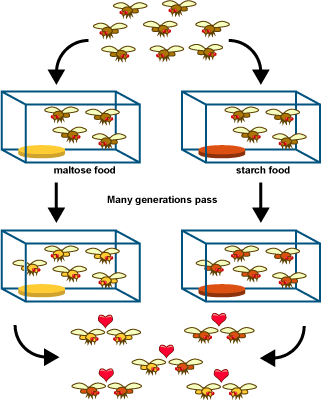 maltose food
starch food
Many generations pass